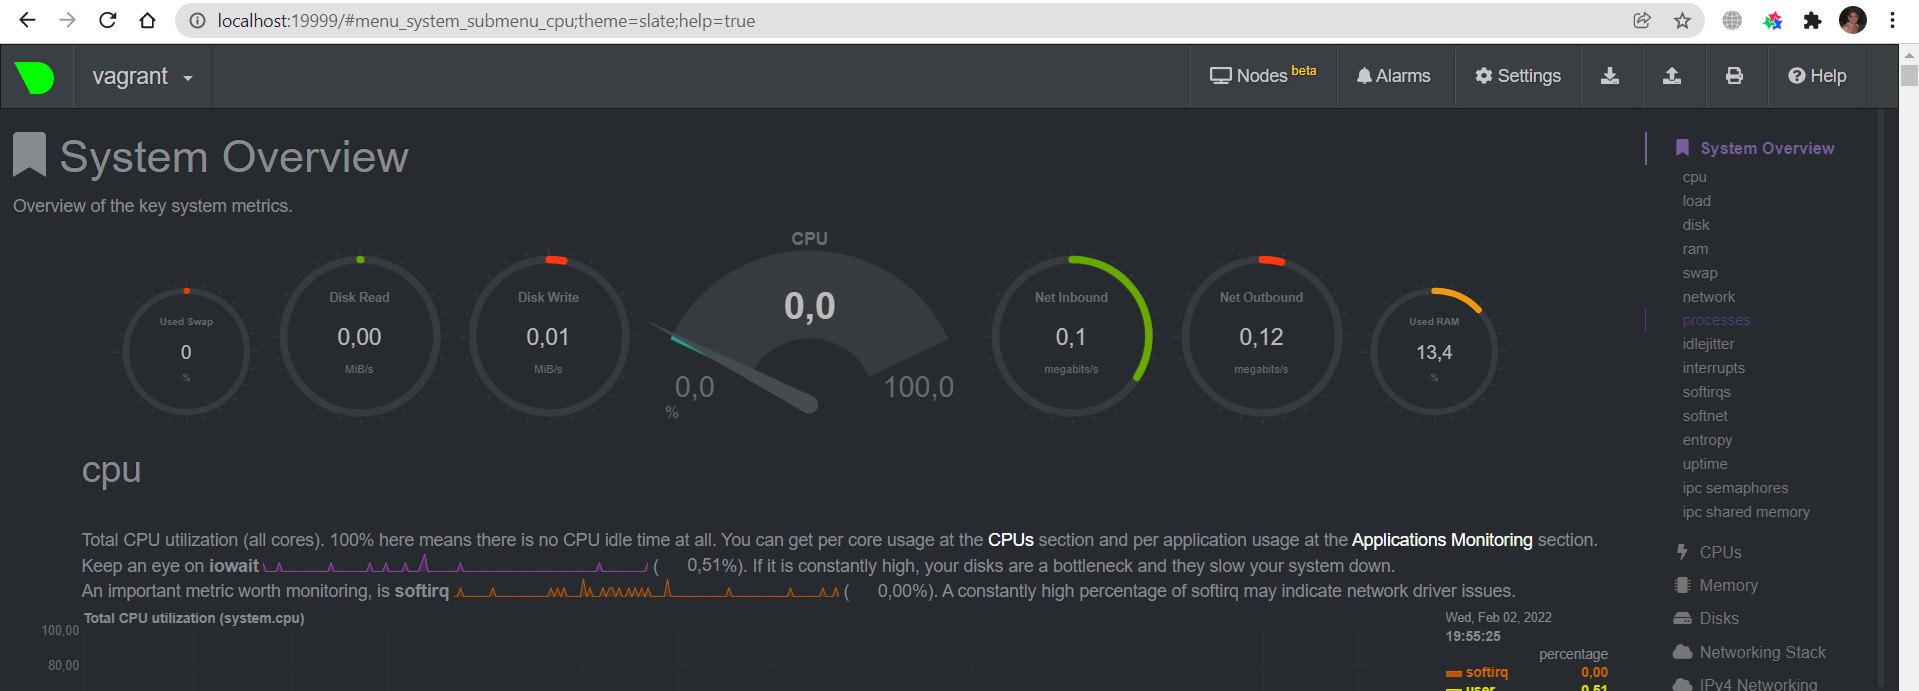 localhost:19999/#menu_system_submenu_cpu;theme=slate;help=true
vagrant
Nodes beta
Alarms
Settings
Help
System Overview
Overview of the key system metrics.
Used Swap
0
%
Disk Read
0,00
MiB/s
Disk Write
0,01
MiB/s
CPU
0,0
0,0
100,0
%
Net Inbound
0,1
megabits/s
Net Outbound
0,12
megabits/s
Used RAM
13,4
%
cpu
Total CPU utilization (all cores). 100% here means there is no CPU idle time at all. You can get per core usage at the CPUs section and per application usage at the Applications Monitoring section.
Keep an eye on iowait ( 0,51%). If it is constantly high, your disks are a bottleneck and they slow your system down.
An important metric worth monitoring, is softirq ( 0,00%). A constantly high percentage of softirq may indicate network driver issues.
Total CPU utilization (system.cpu)
100,00
80,00
Wed, Feb 02, 2022
19:55:25
percentage
softirq 0,00
user 0,51
System Overview
cpu
load
disk
ram
swap
network
processes
idlejitter
interrupts
softirqs
softnet
entropy
uptime
ipc semaphores
ipc shared memory
CPUs
Memory
Disks
Networking Stack
IPv4 Networking